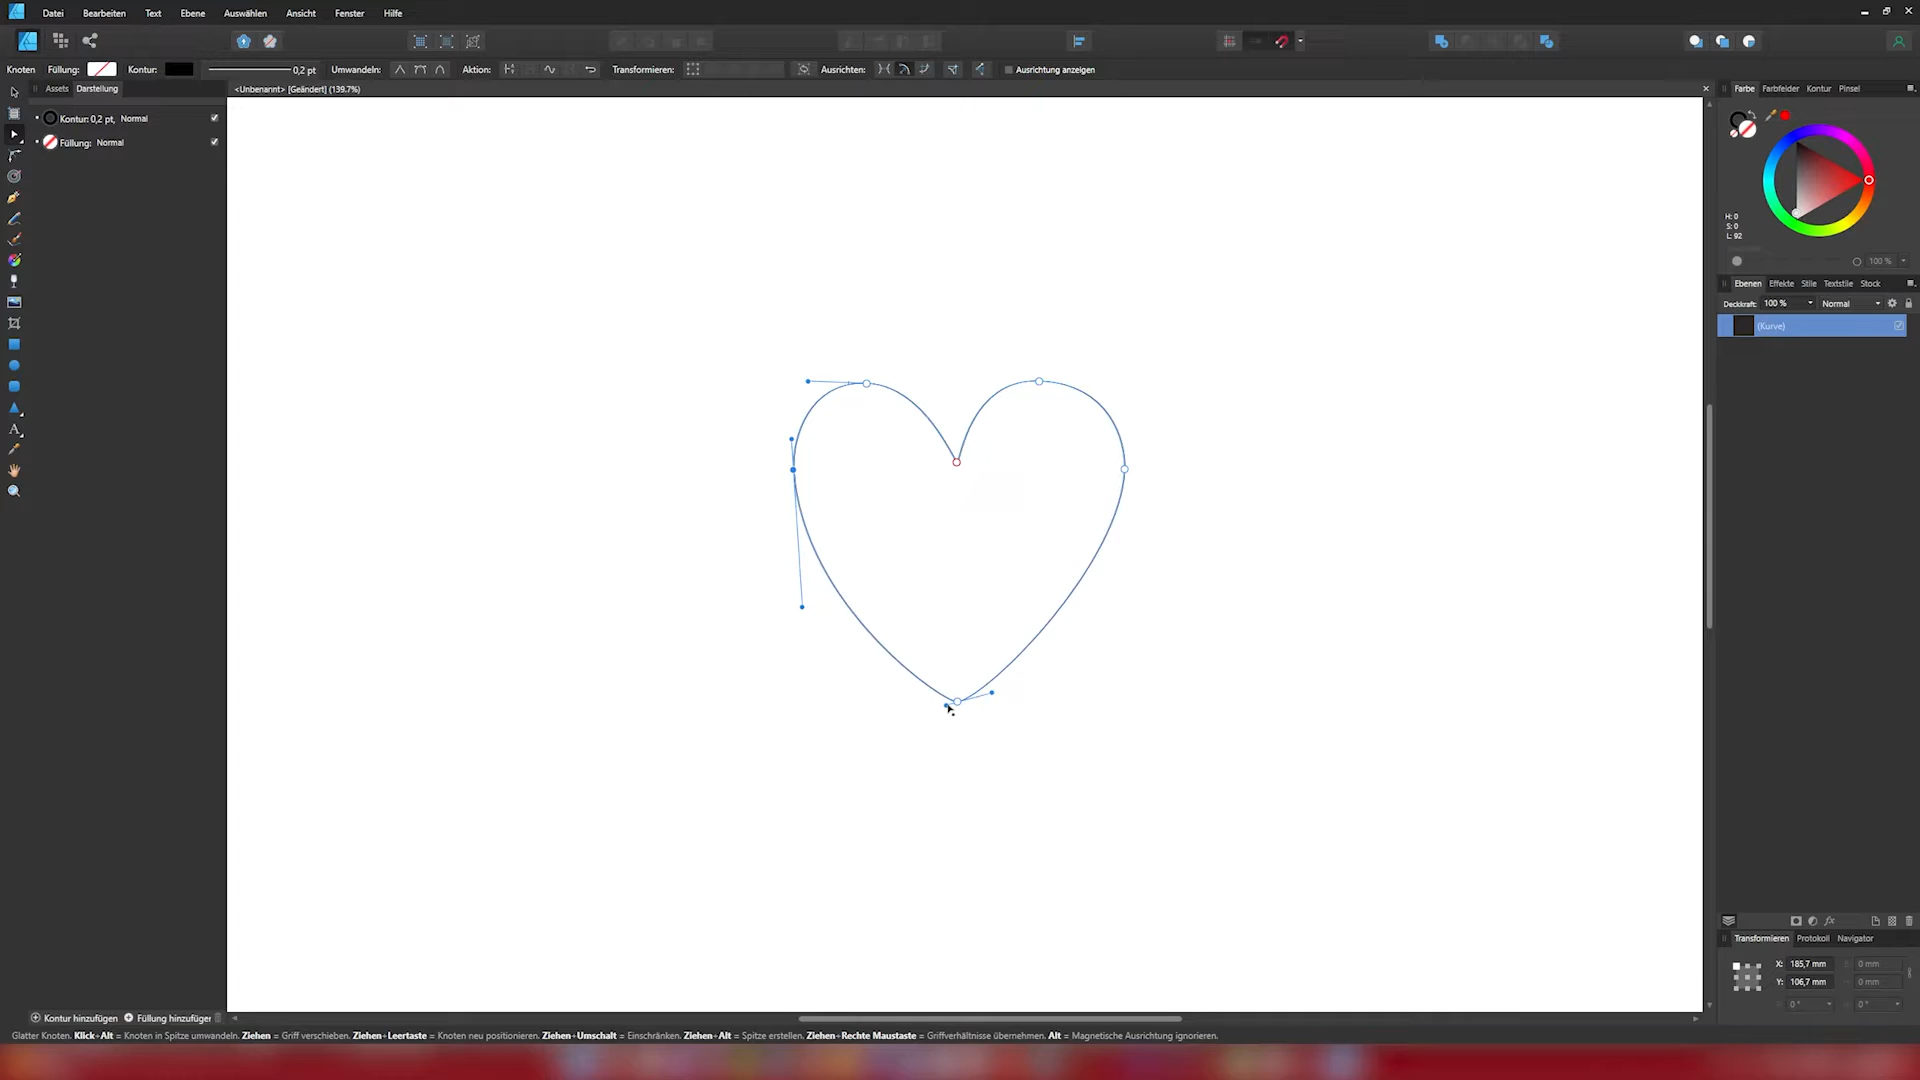 Datei Bearbeiten Text Ebene Auswählen Ansicht Fenster Hilfe
Knoten Füllung: Kontur: 0,2 pt Umwandeln: Aktion: Transformieren: Ausrichten: Ausrichtung anzeigen
Assets Darstellung
<Unbenannt> [Geändert] (139.7%)
Kontur: 0,2 pt, Normal
Füllung: Normal
Farbe Farbfelder Kontur Pinsel
H: 0
S: 0
L: 92
100 %
Ebenen Effekte Stile Textstile Stock
Deckkraft: 100 % Normal
(Kurve)
Transformieren Protokoll Navigator
X: 185,7 mm 0 mm
Y: 106,7 mm 0 mm
0 ° 0 °
Kontur hinzufügen Füllung hinzufügen
Glatter Knoten. Klick+Alt = Knoten in Spitze umwandeln. Ziehen = Griff verschieben. Ziehen+Leertaste = Knoten neu positionieren. Ziehen+Umschalt = Einschränken. Ziehen+Alt = Spitze erstellen. Ziehen+Rechte Maustaste = Griffverhältnisse übernehmen. Alt = Magnetische Ausrichtung ignorieren.